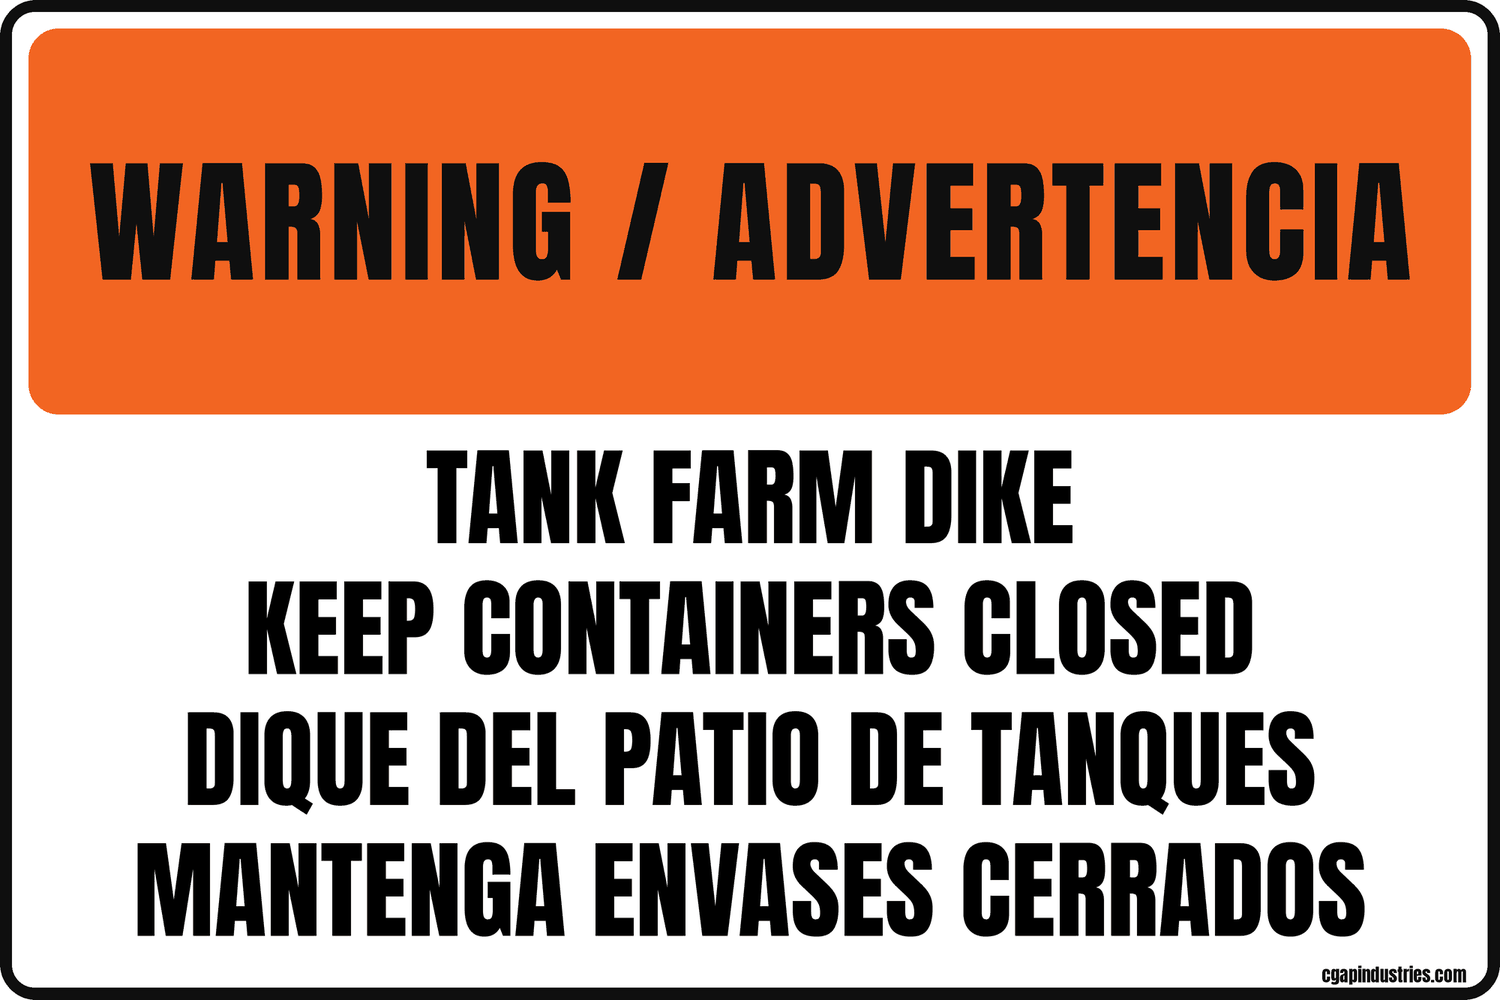 WARNING / ADVERTENCIA
TANK FARM DIKE
KEEP CONTAINERS CLOSED
DIQUE DEL PATIO DE TANQUES
MANTENGA ENVASES CERRADOS
cgapindustries.com